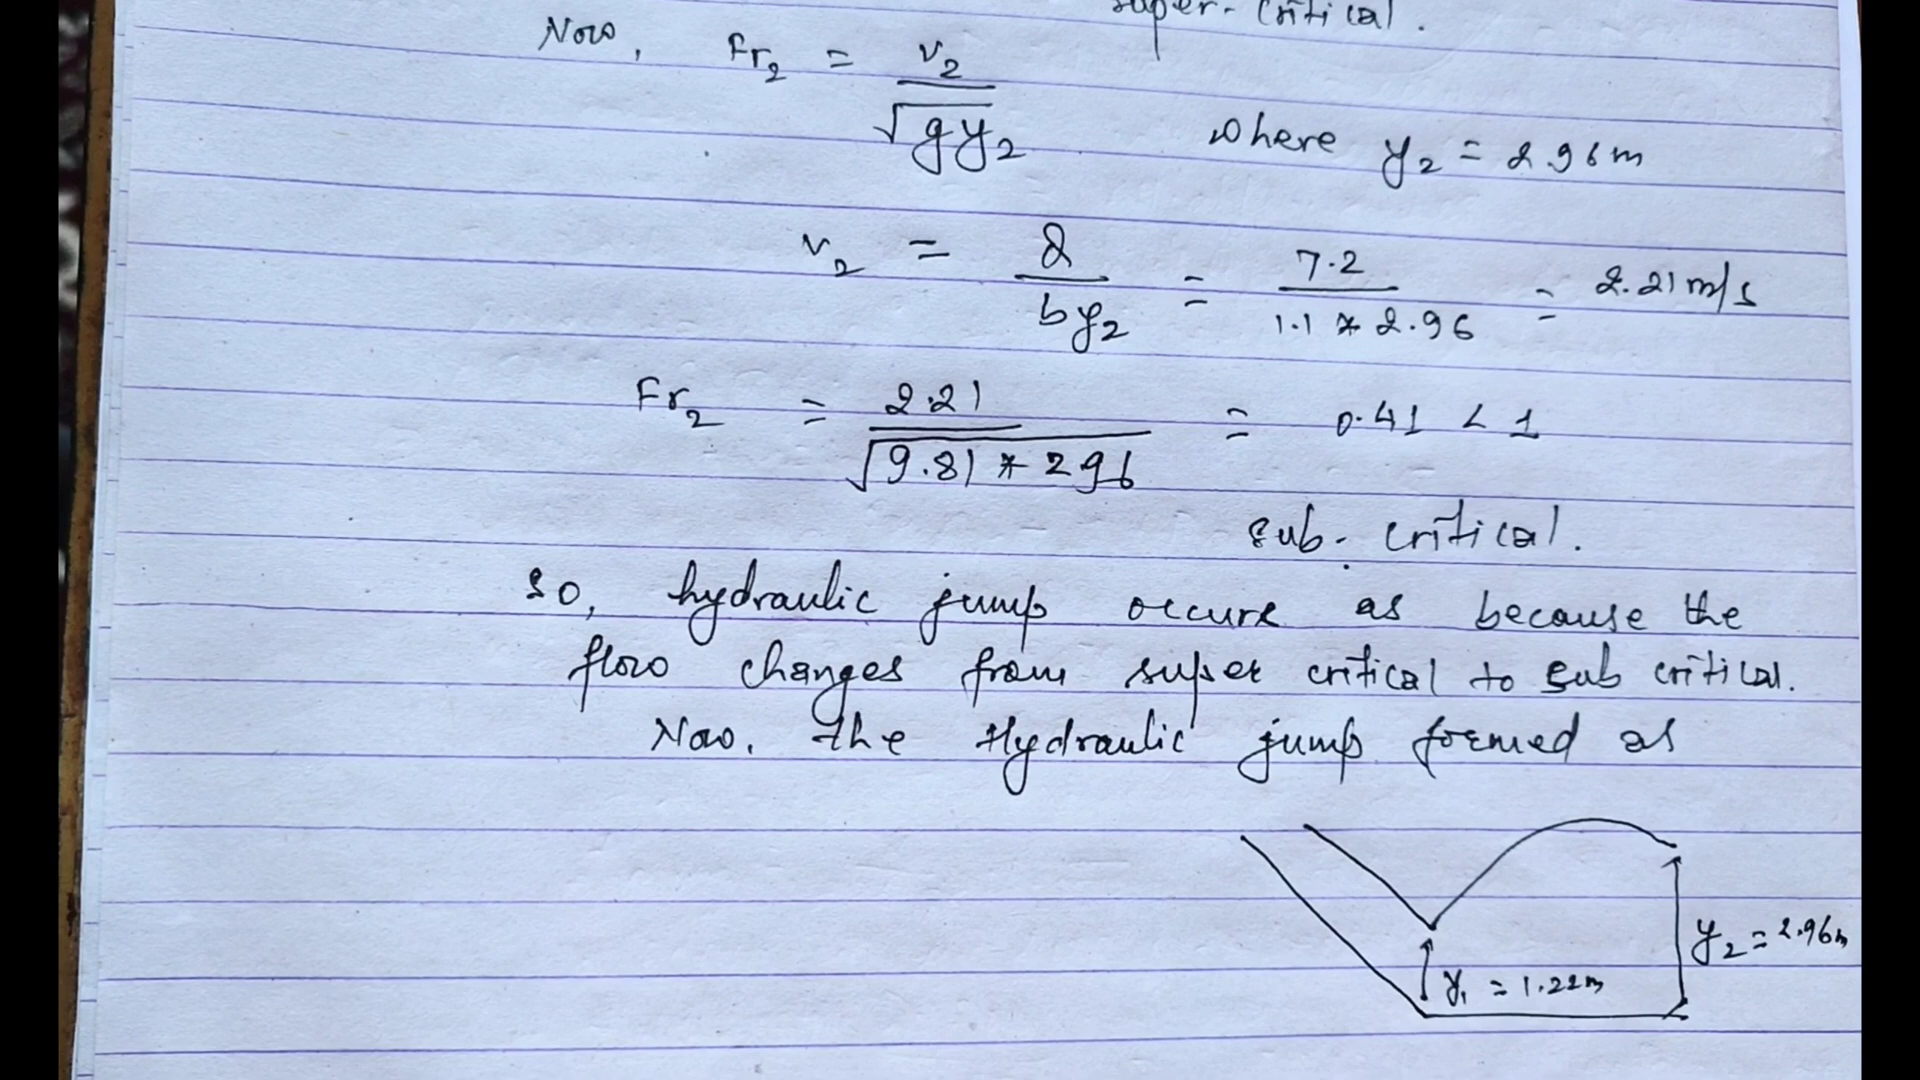 super-critical.
Now, Fr₂ = V₂ / √gy₂
where y₂ = 2.96m
V₂ = Q / by₂ = 7.2 / 1.1 * 2.96 = 2.21 m/s
Fr₂ = 2.21 / √9.81 * 2.96 = 0.41 < 1
sub-critical.
so, hydraulic jump occurs as because the
flow changes from super critical to sub critical.
Now, the Hydraulic jump formed as
y₂ = 2.96m
y₁ = 1.22m